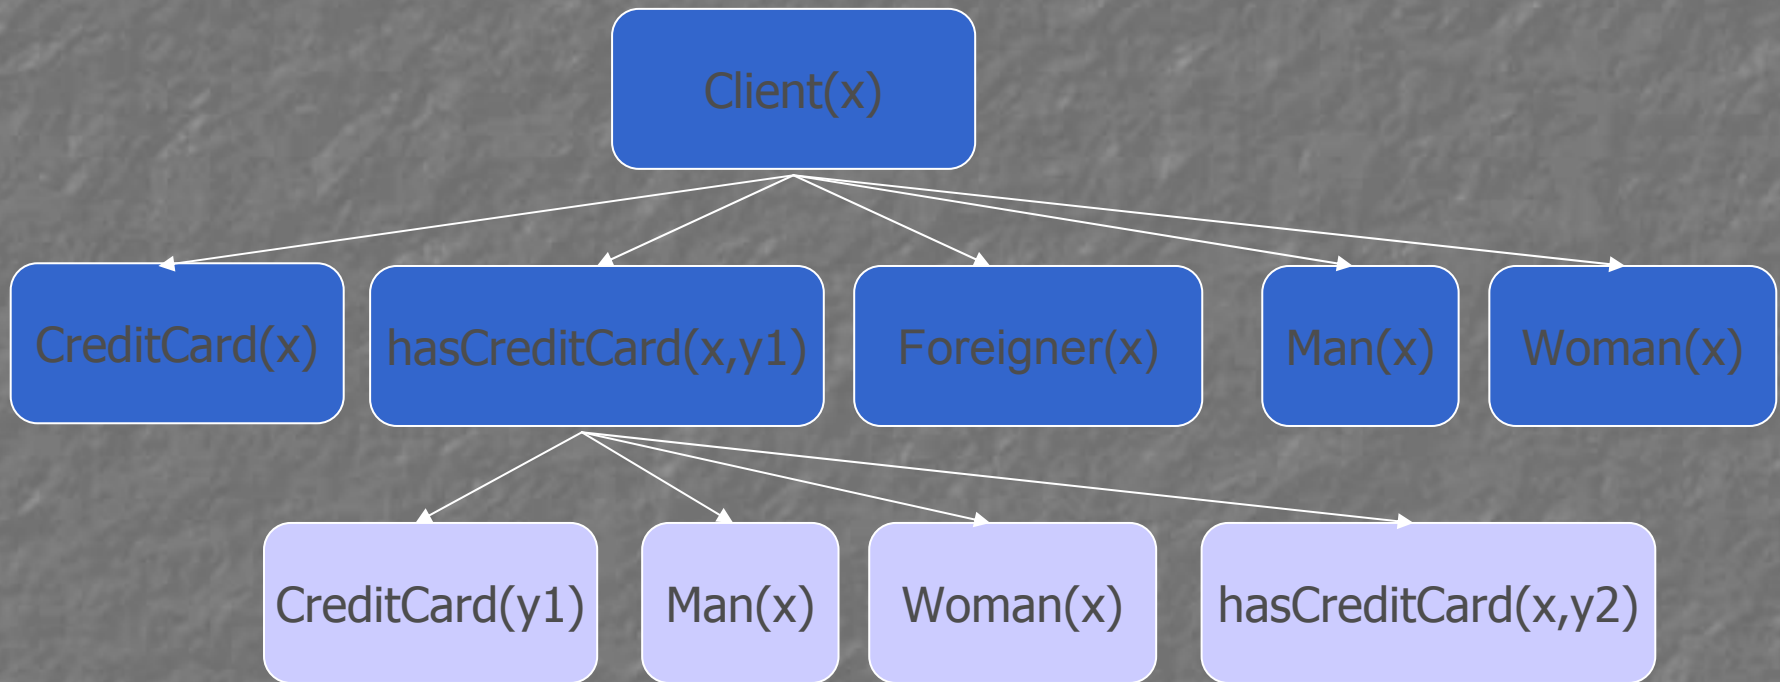 Client(x)
CreditCard(x)
hasCreditCard(x,y1)
Foreigner(x)
Man(x)
Woman(x)
CreditCard(y1)
Man(x)
Woman(x)
hasCreditCard(x,y2)